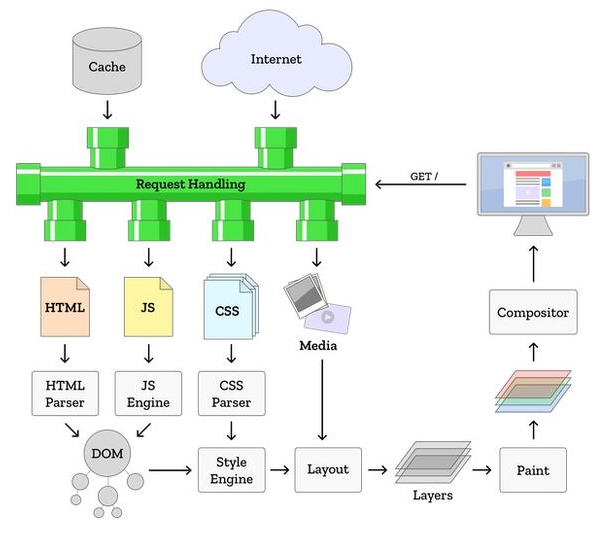 Cache
Internet
Request Handling
GET /
HTML
JS
CSS
Media
Compositor
HTML
Parser
JS
Engine
CSS
Parser
DOM
Style
Engine
Layout
Layers
Paint